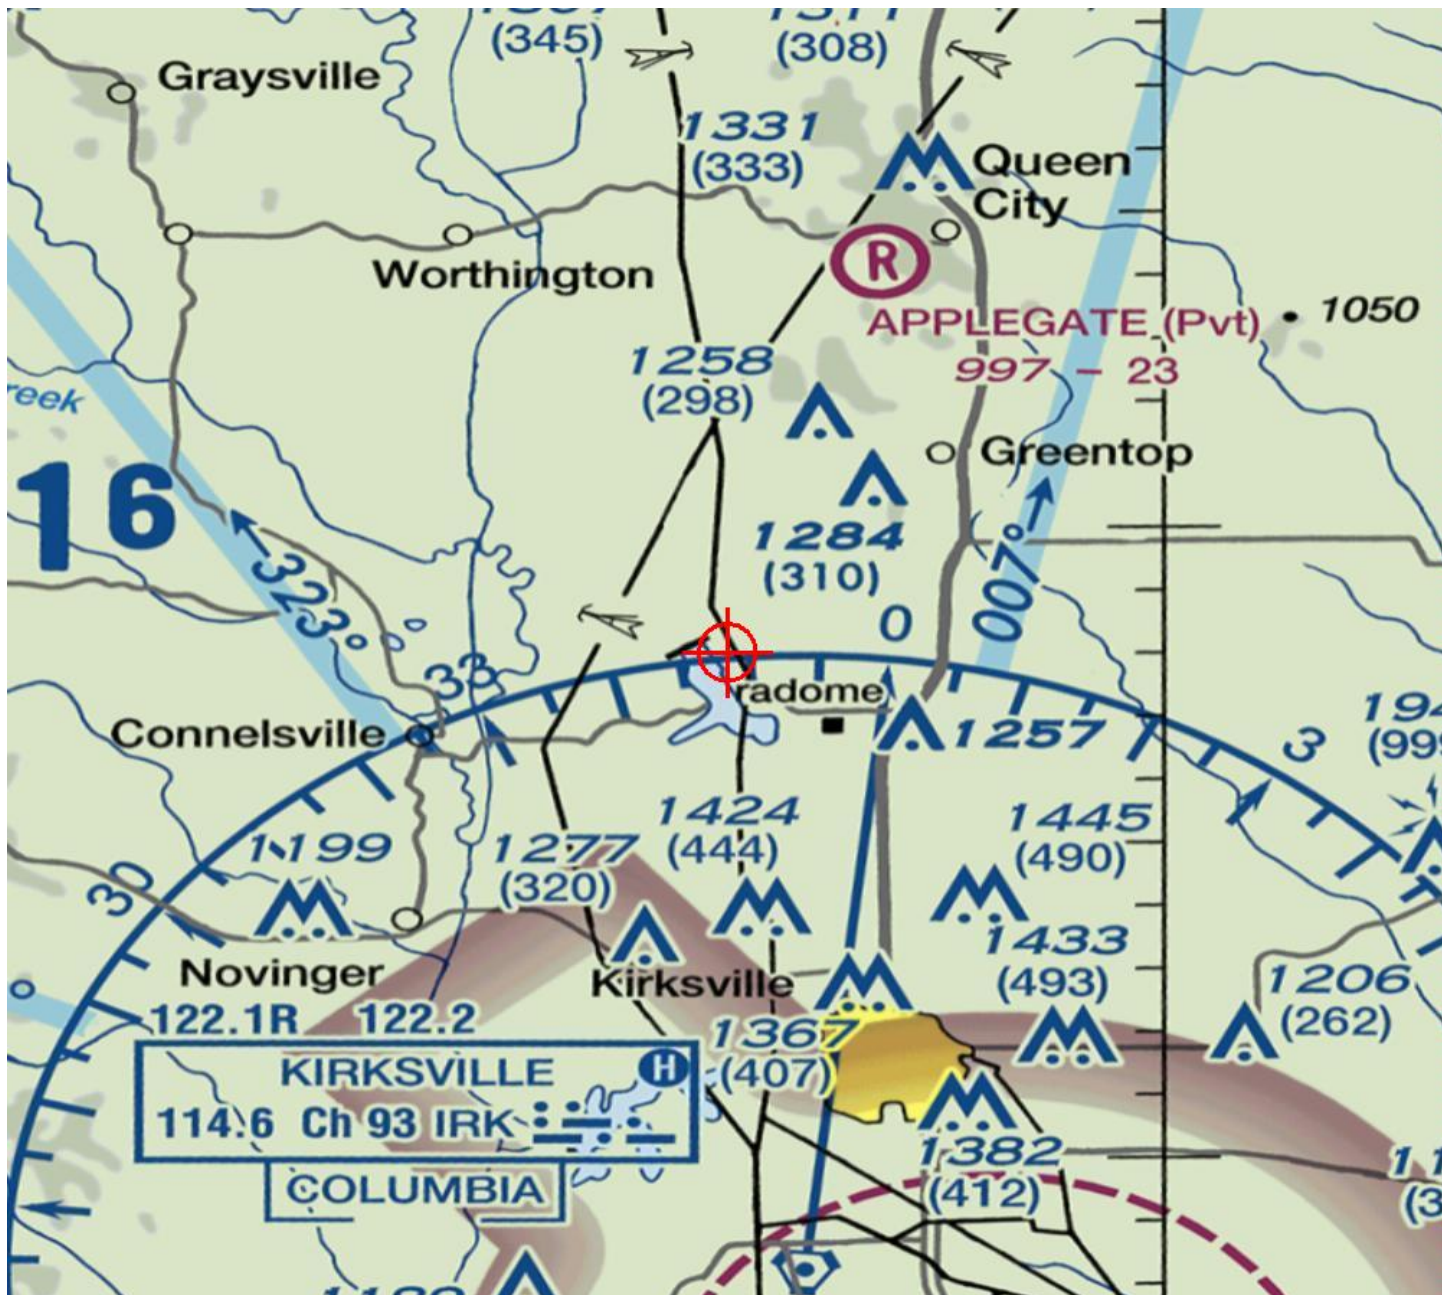 (345)
(308)
Graysville
1331
(333)
Queen
City
R
Worthington
APPLEGATE (Pvt)
997 - 23
1050
1258
(298)
reek
Greentop
16
1284
(310)
323°
007°
0
33
radome
Connelsville
1257
3
194
(999
1424
(444)
1445
(490)
1199
1277
(320)
30
1433
(493)
Novinger
Kirksville
1206
(262)
122.1R 122.2
1367
(407)
KIRKSVILLE H
114.6 Ch 93 IRK
1382
(412)
COLUMBIA